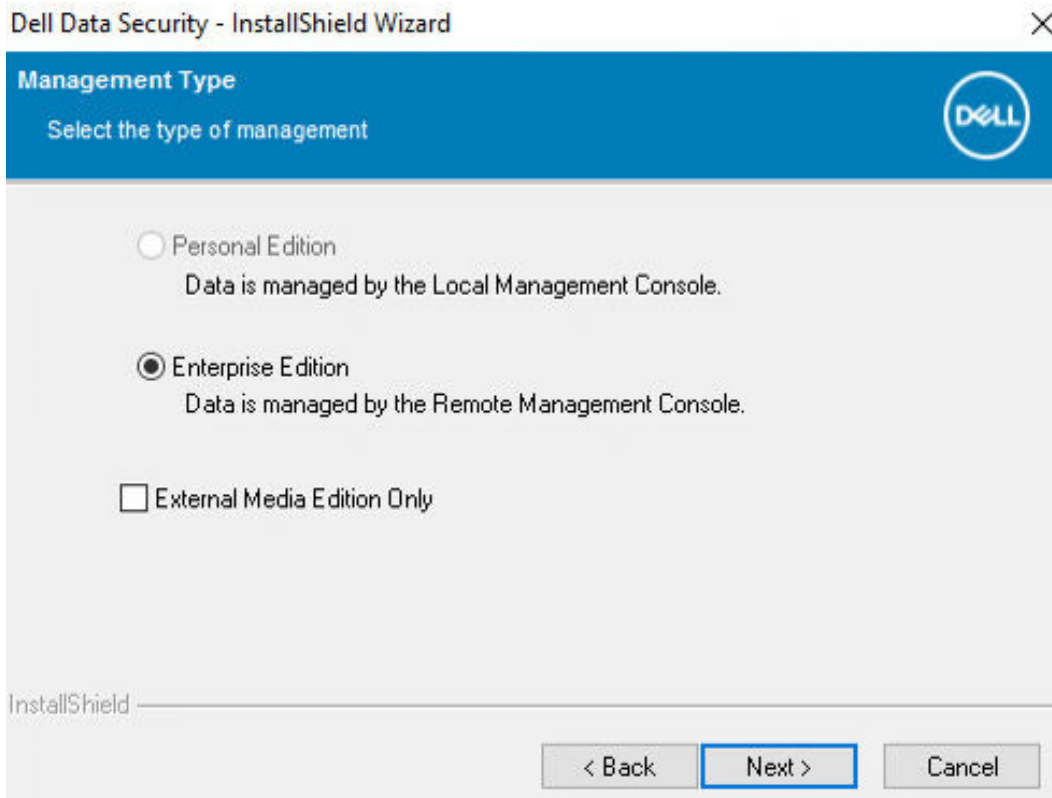 Dell Data Security - InstallShield Wizard
Management Type
Select the type of management
DELL
Personal Edition
Data is managed by the Local Management Console.
Enterprise Edition
Data is managed by the Remote Management Console.
External Media Edition Only
InstallShield
< Back Next > Cancel